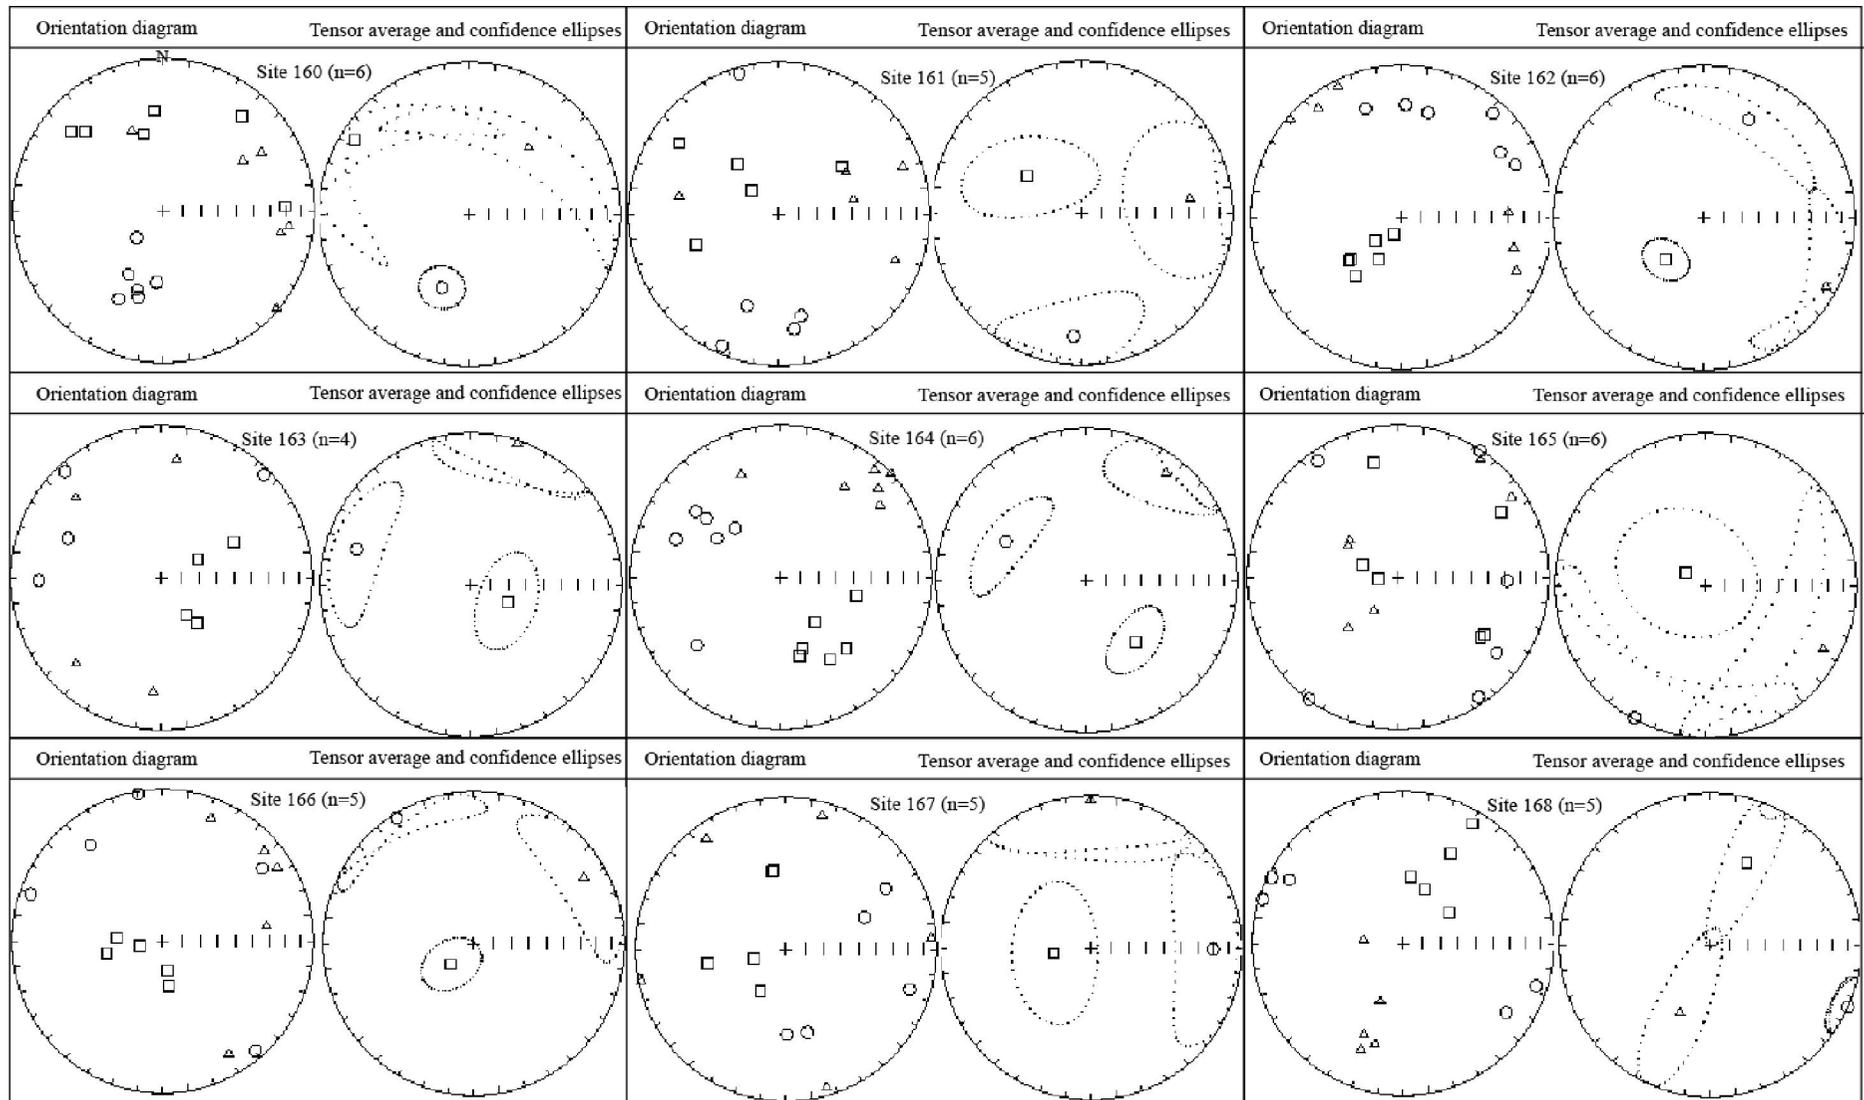 Orientation diagram Tensor average and confidence ellipses Orientation diagram Tensor average and confidence ellipses Orientation diagram Tensor average and confidence ellipses
N
Site 160 (n=6) Site 161 (n=5) Site 162 (n=6)
Orientation diagram Tensor average and confidence ellipses Orientation diagram Tensor average and confidence ellipses Orientation diagram Tensor average and confidence ellipses
Site 163 (n=4) Site 164 (n=6) Site 165 (n=6)
Orientation diagram Tensor average and confidence ellipses Orientation diagram Tensor average and confidence ellipses Orientation diagram Tensor average and confidence ellipses
Site 166 (n=5) Site 167 (n=5) Site 168 (n=5)